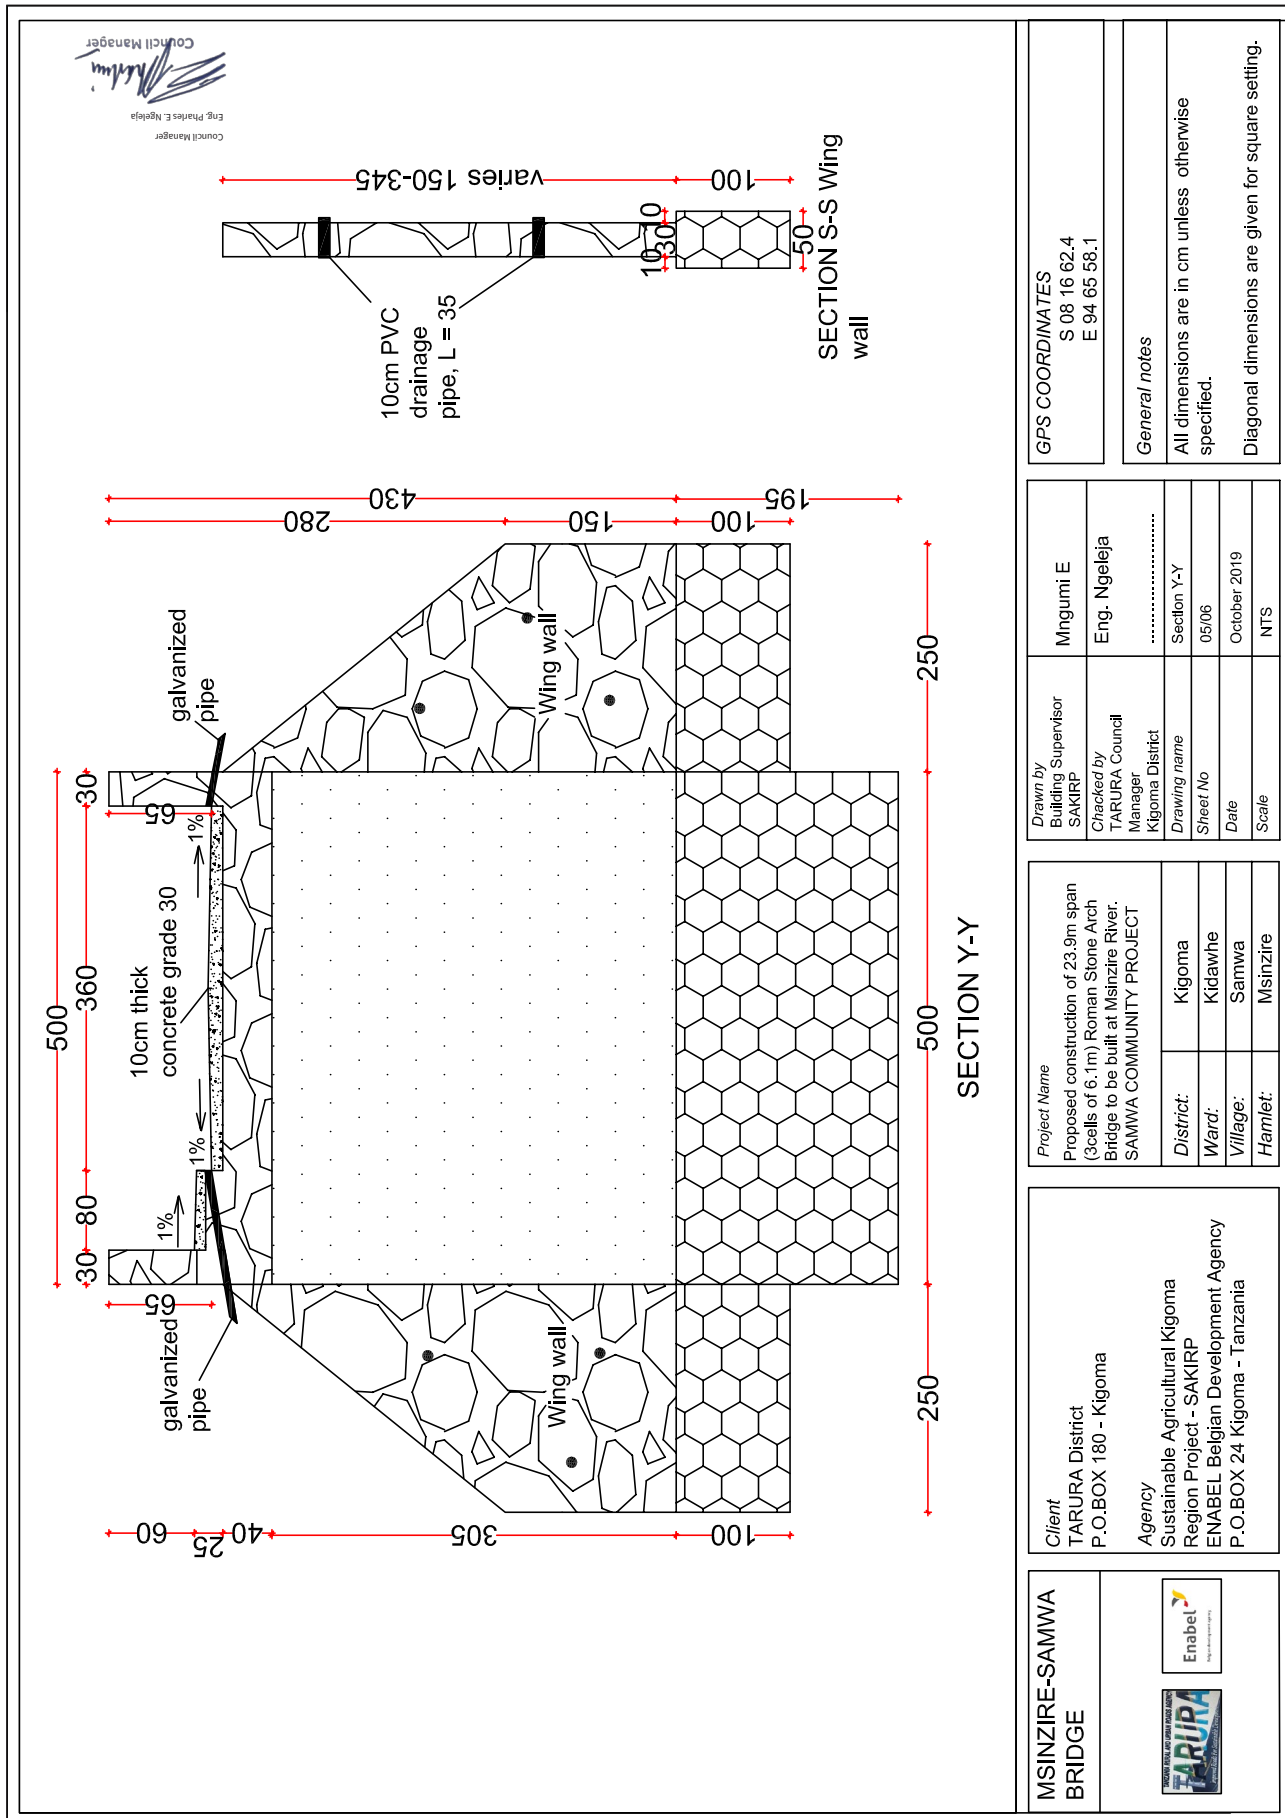 Council Manager
Eng. Pharles E. Ngeleja
Council Manager
500
30
80
360
30
65
65
1%
1%
1%
10cm thick
concrete grade 30
galvanized
pipe
galvanized
pipe
60
25
40
305
100
280
150
100
430
195
Wing wall
Wing wall
250
500
250
SECTION Y-Y
varies 150-345
100
10
30
10
50
10cm PVC
drainage
pipe, L = 35
SECTION S-S Wing
wall
MSINZIRE-SAMWA
BRIDGE
TANZANIA RURAL AND URBAN ROADS AGENCY
TARURA
Enabel
Client
TARURA District
P.O.BOX 180 - Kigoma
Agency
Sustainable Agricultural Kigoma
Region Project - SAKIRP
ENABEL Belgian Development Agency
P.O.BOX 24 Kigoma - Tanzania
Project Name
Proposed construction of 23.9m span
(3cells of 6.1m) Roman Stone Arch
Bridge to be built at Msinzire River.
SAMWA COMMUNITY PROJECT
District: Kigoma
Ward: Kidawhe
Village: Samwa
Hamlet: Msinzire
Drawn by
Building Supervisor
SAKIRP
Mngumi E
Chacked by
TARURA Council
Manager
Kigoma District
Eng. Ngeleja
Drawing name Section Y-Y
Sheet No 05/06
Date October 2019
Scale NTS
GPS COORDINATES
S 08 16 62.4
E 94 65 58.1
General notes
All dimensions are in cm unless otherwise
specified.
Diagonal dimensions are given for square setting.